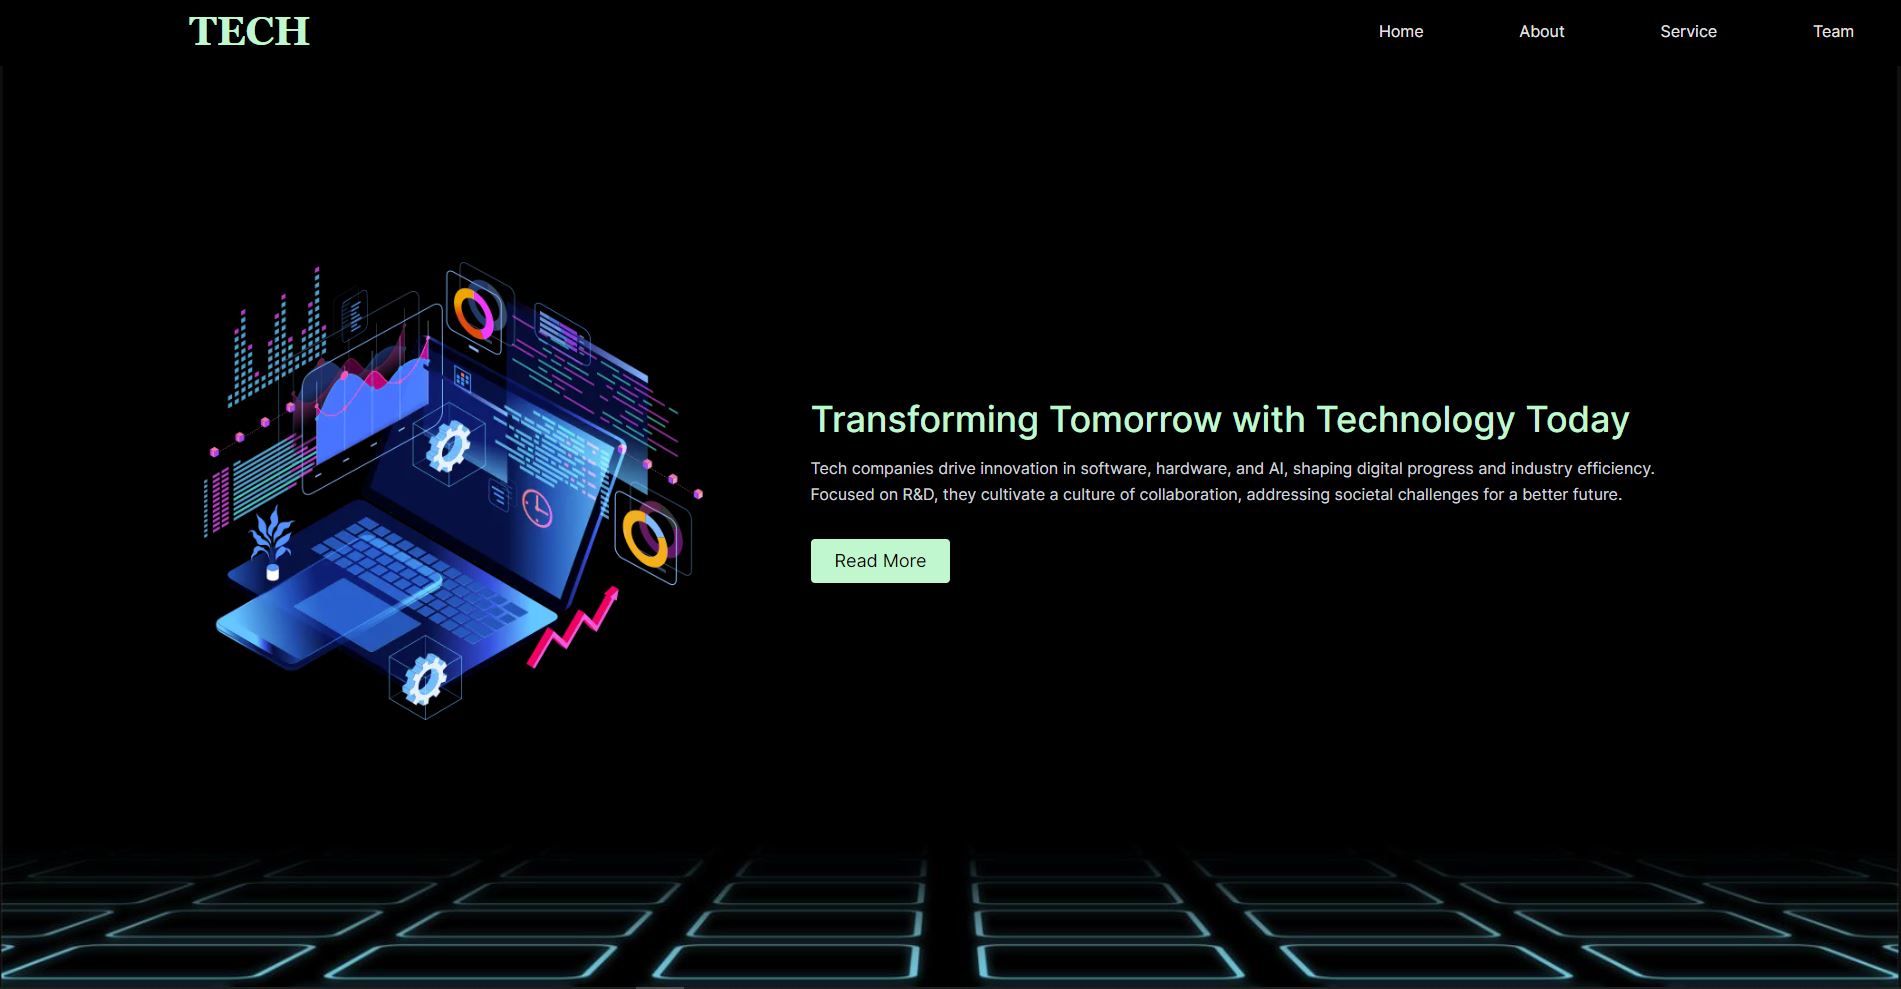 TECH
Home About Service Team
Transforming Tomorrow with Technology Today
Tech companies drive innovation in software, hardware, and AI, shaping digital progress and industry efficiency.
Focused on R&D, they cultivate a culture of collaboration, addressing societal challenges for a better future.
Read More